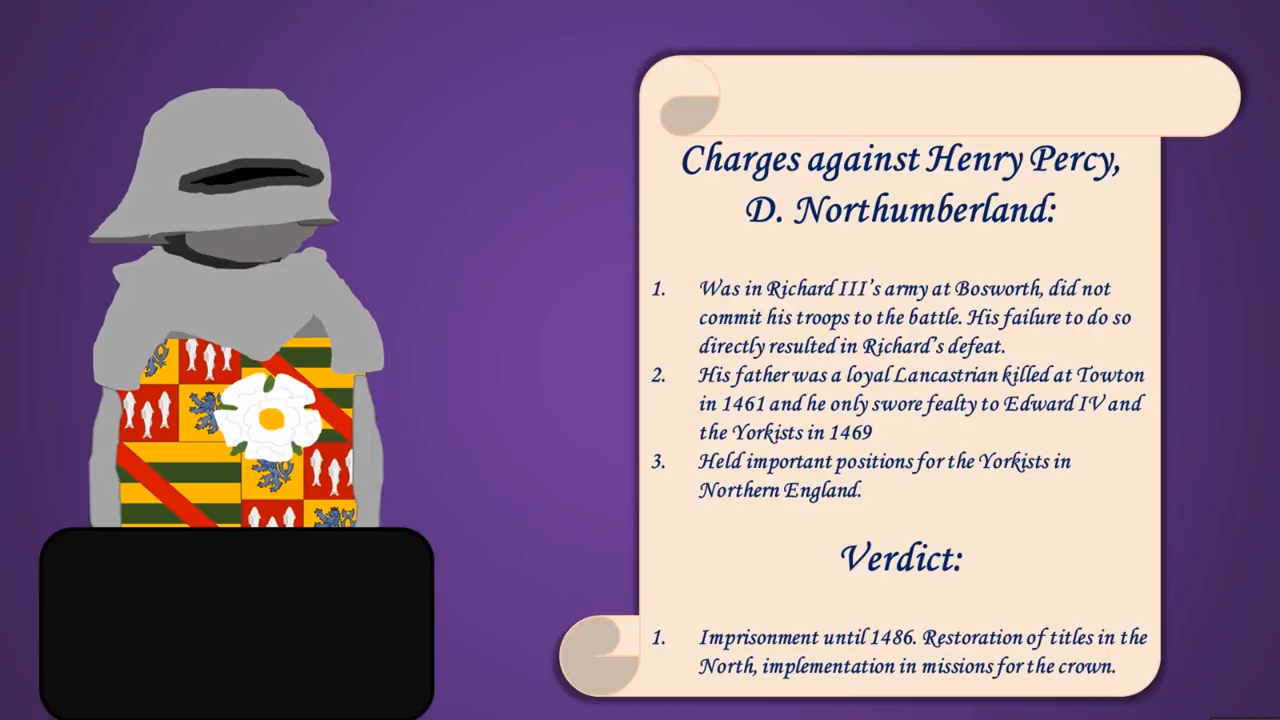 Charges against Henry Percy,
D. Northumberland:
1. Was in Richard III's army at Bosworth, did not
commit his troops to the battle. His failure to do so
directly resulted in Richard's defeat.
2. His father was a loyal Lancastrian killed at Towton
in 1461 and he only swore fealty to Edward IV and
the Yorkists in 1469
3. Held important positions for the Yorkists in
Northern England.
Verdict:
1. Imprisonment until 1486. Restoration of titles in the
North, implementation in missions for the crown.